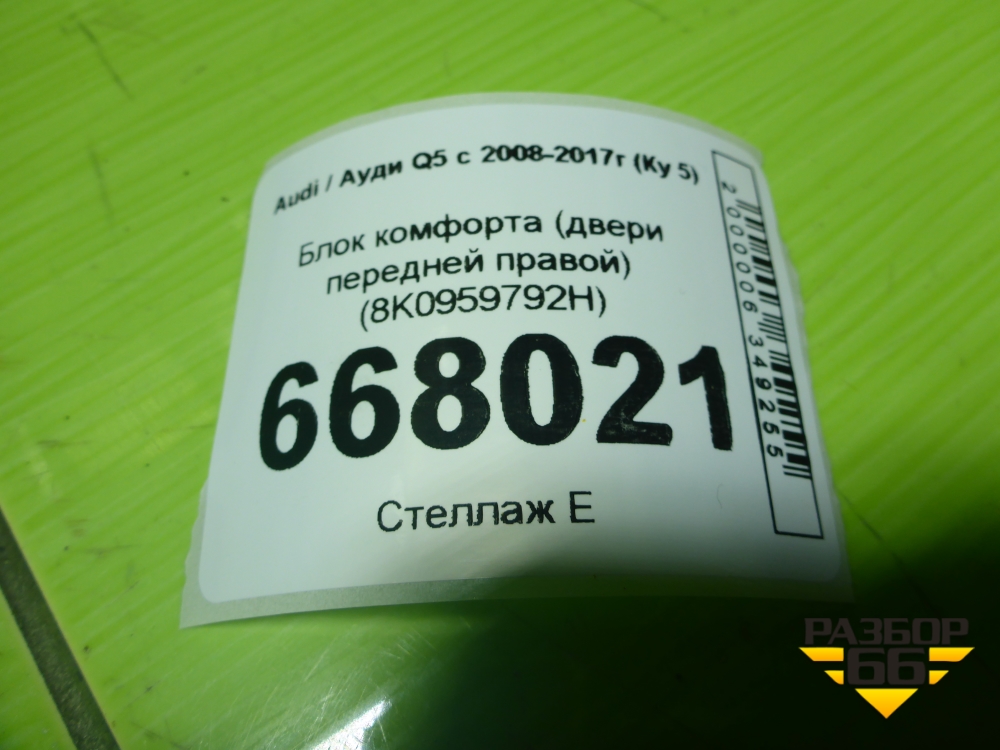 Audi / Ауди Q5 с 2008-2017г (Ку 5)
Блок комфорта (двери
передней правой)
(8K0959792H)
668021
Стеллаж Е
2000006349255
РАЗБОР
66